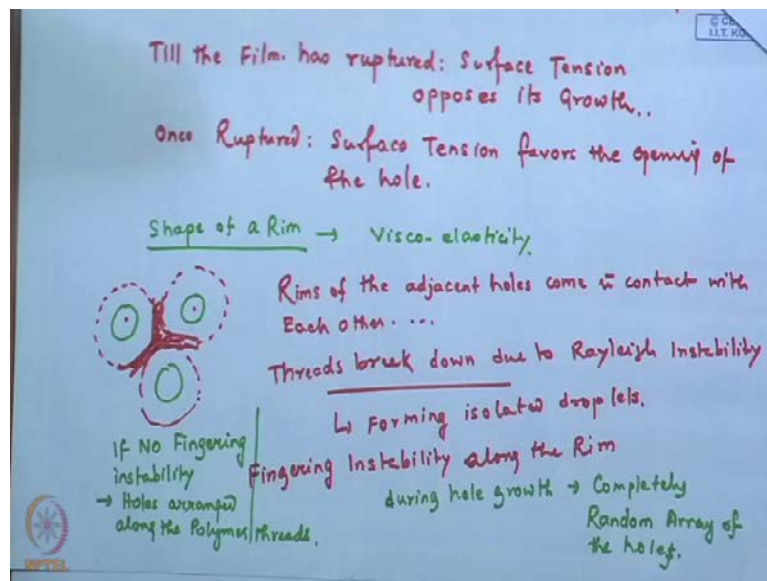 © CE
I.I.T. KG
Till the Film. has ruptured: Surface Tension
opposes its Growth..
Once Ruptured: Surface Tension favors the opening of
the hole.
Shape of a Rim → Visco-elasticity.
Rims of the adjacent holes come in contact with
Each other. ...
Threads break down due to Rayleigh Instability
↳ Forming isolated droplets.
Fingering Instability along the Rim
during hole growth → Completely
Random Array of
the holes.
If No Fingering
instability
→ Holes arranged
along the Polymer threads.
NPTEL